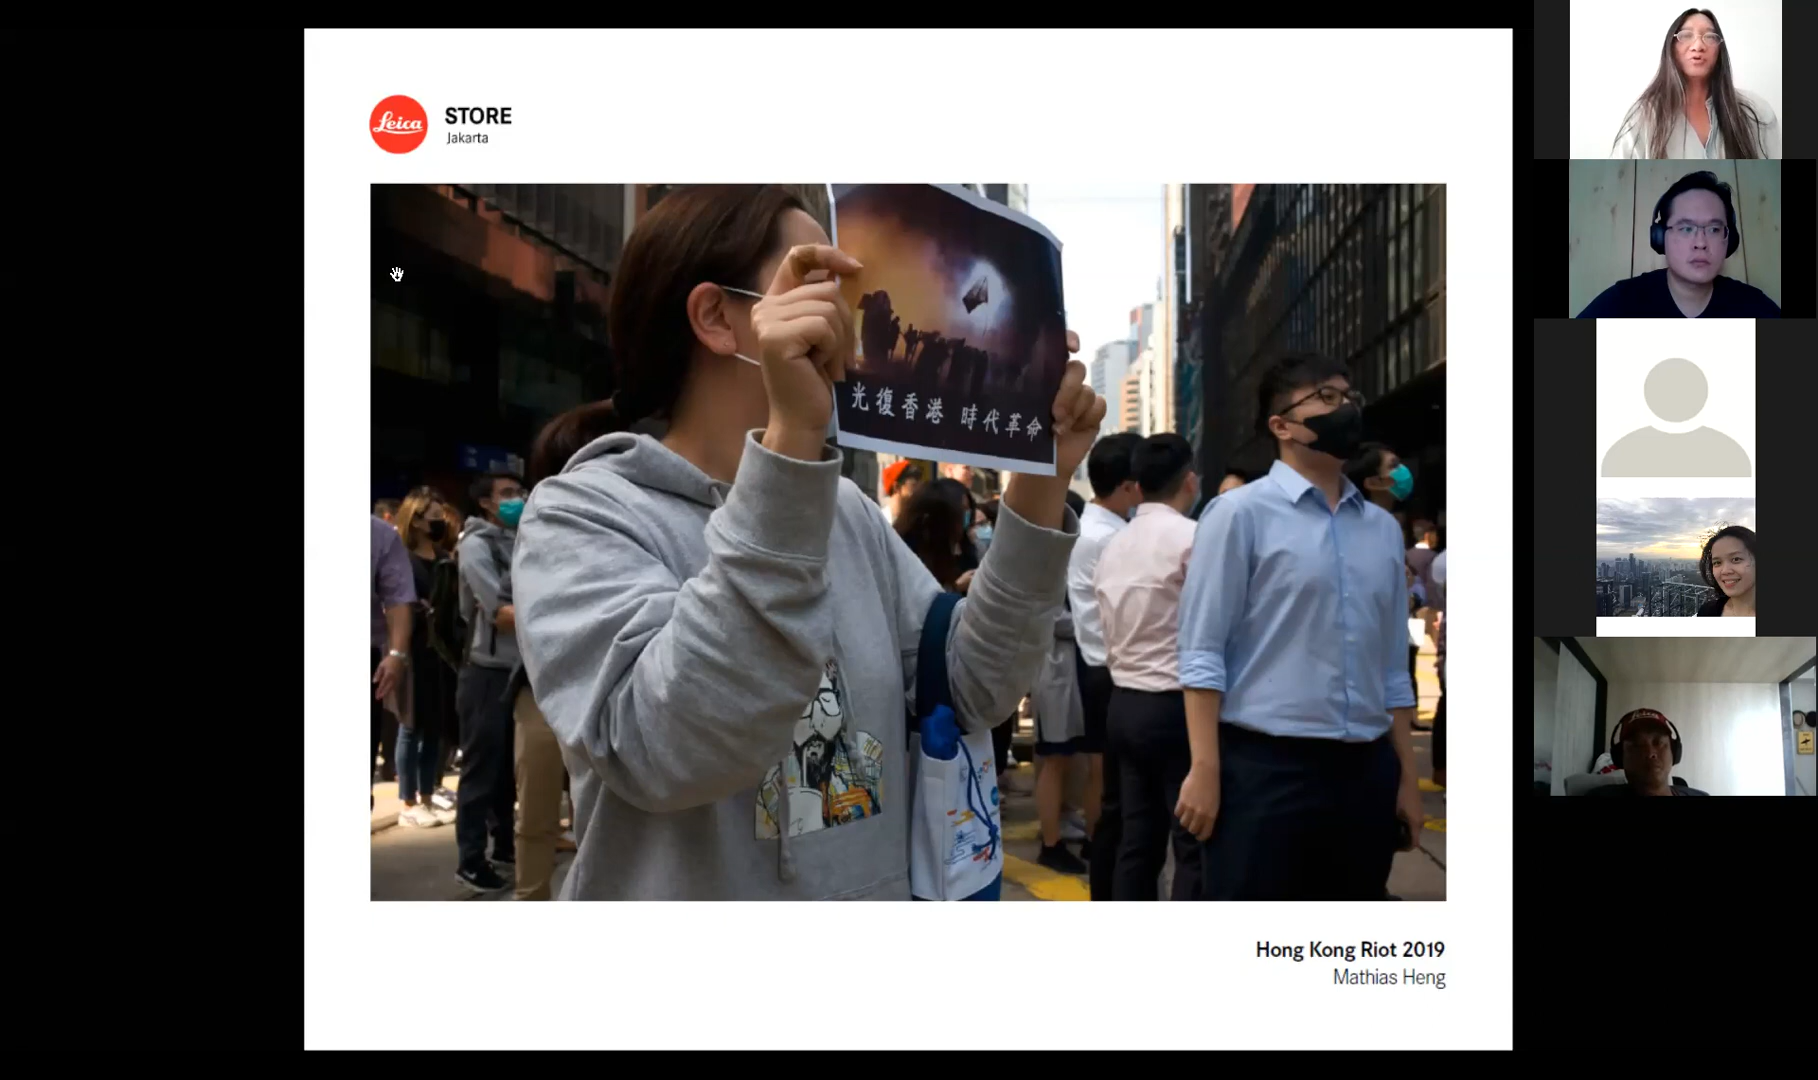 Leica
STORE
Jakarta
光復香港 時代革命
Hong Kong Riot 2019
Mathias Heng